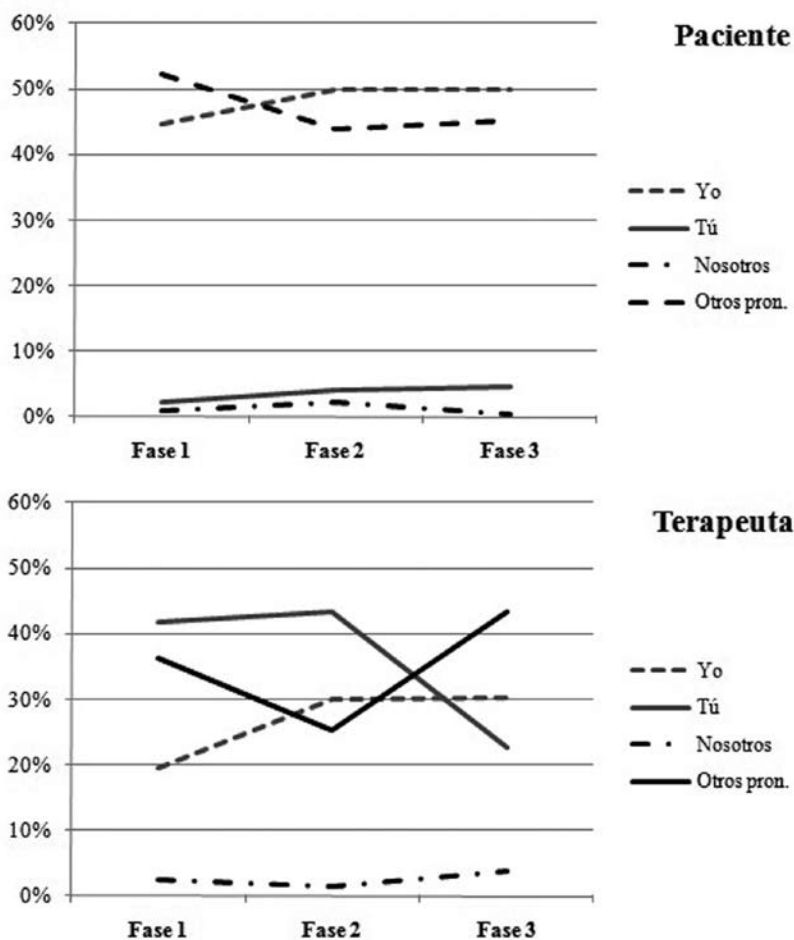 Paciente
60%
50%
40%
30%
20%
10%
0%
Fase 1
Fase 2
Fase 3
Yo
Tú
Nosotros
Otros pron.
Terapeuta
60%
50%
40%
30%
20%
10%
0%
Fase 1
Fase 2
Fase 3
Yo
Tú
Nosotros
Otros pron.